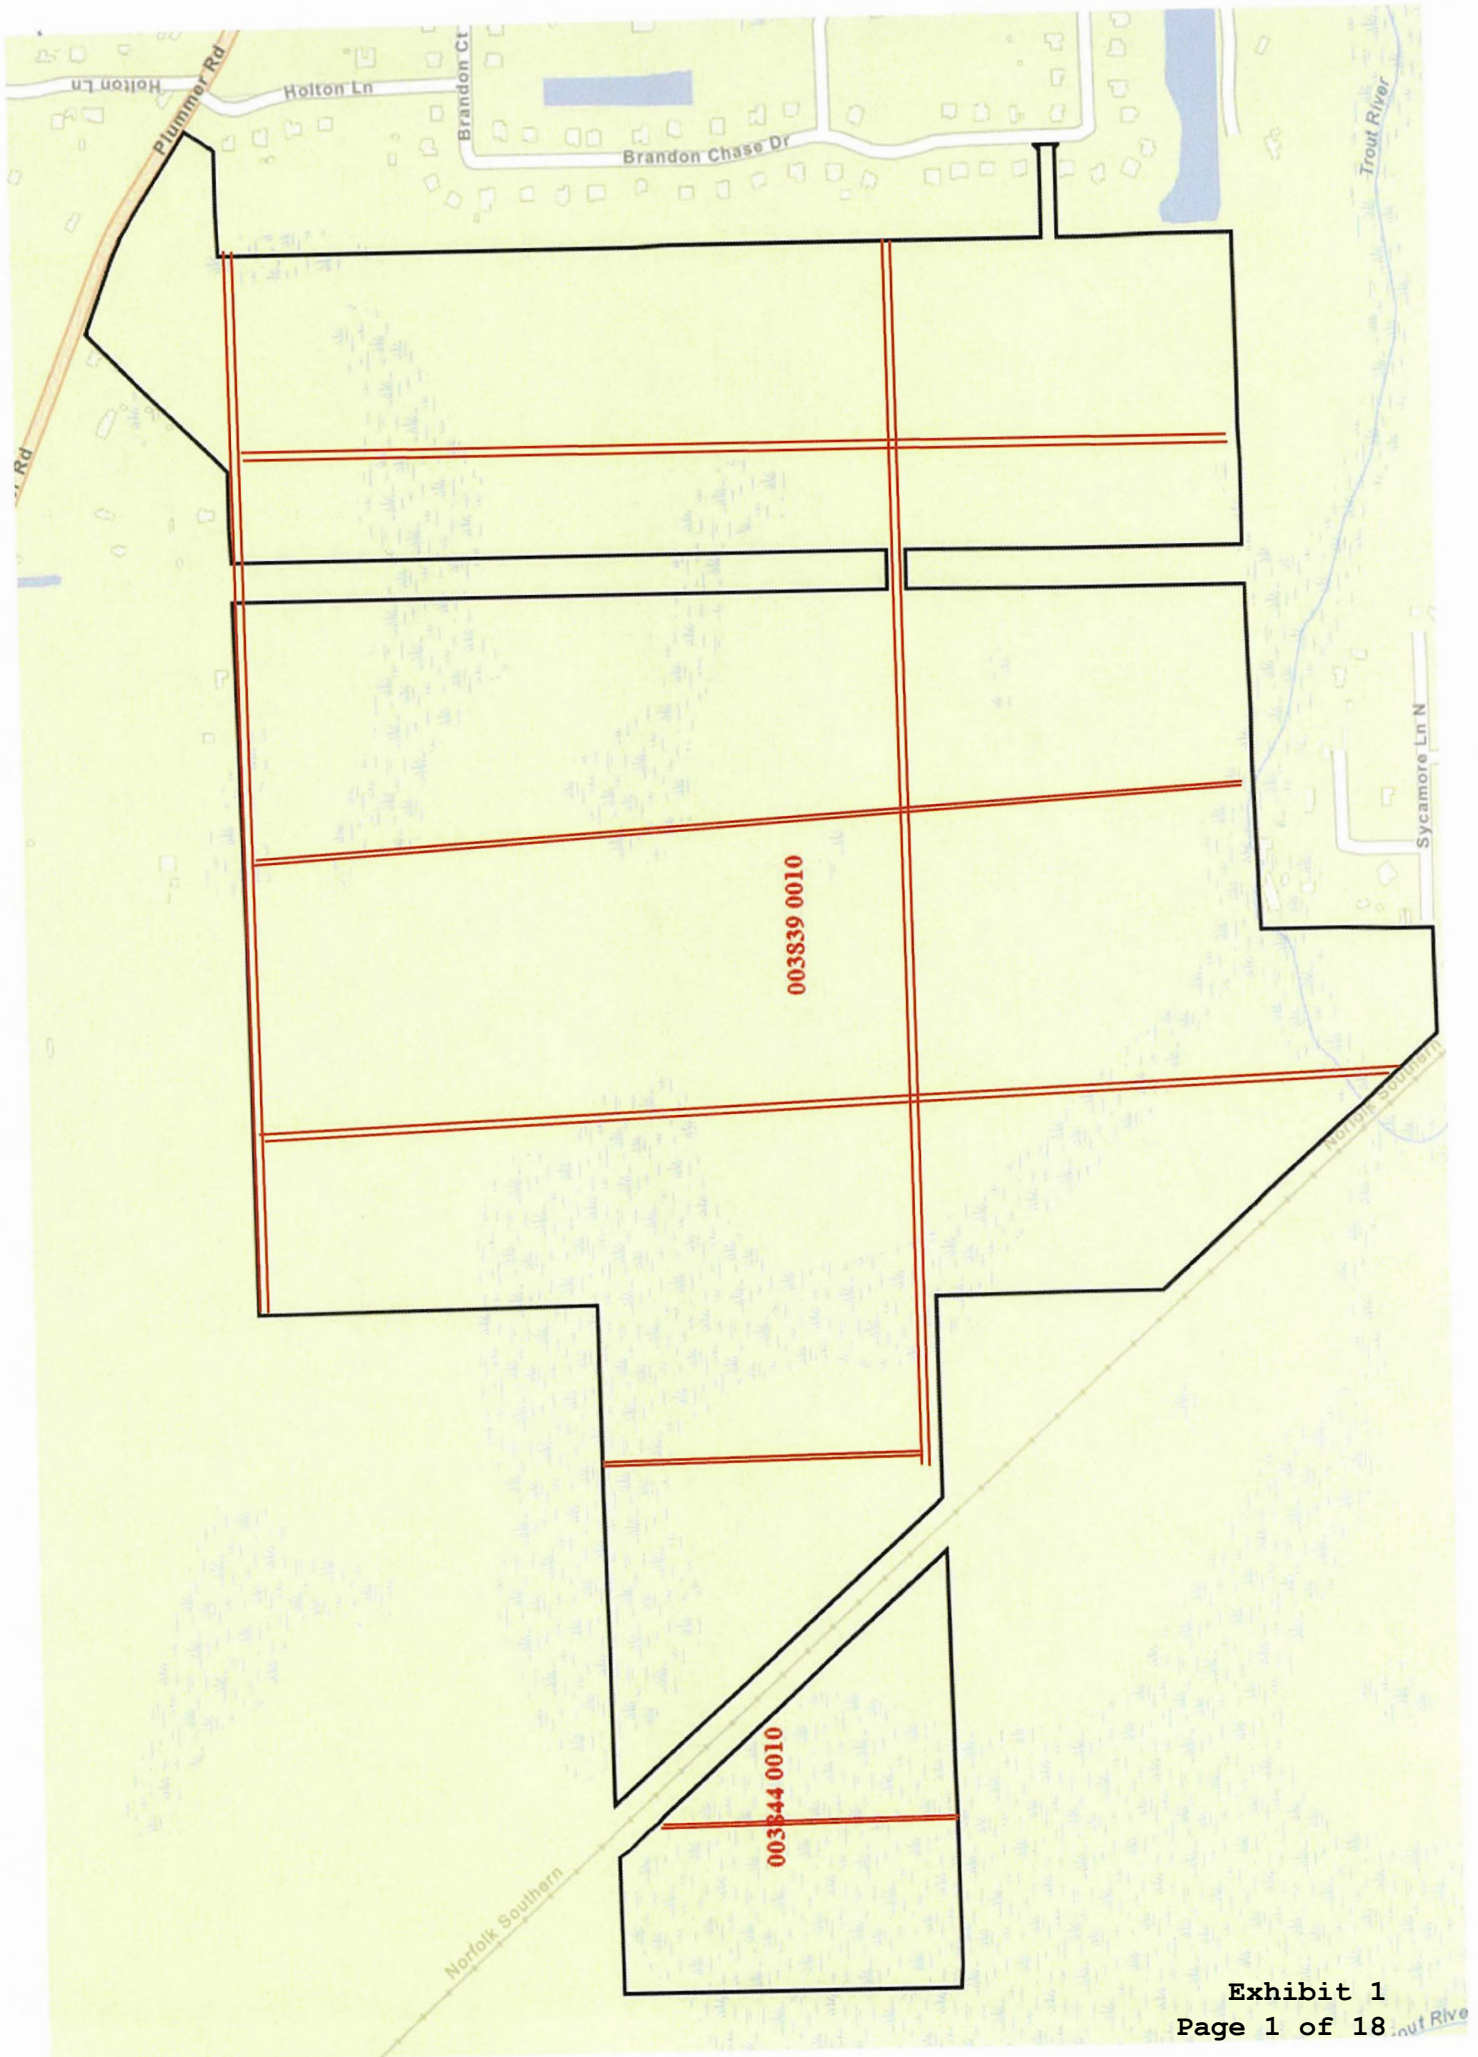 Plummer Rd
Holton Ln
Holton Ln
Brandon Ct
Brandon Chase Dr
Trout River
Rd
Sycamore Ln N
003839 0010
Norfolk Southern
003844 0010
Norfolk Southern
Exhibit 1
Page 1 of 18